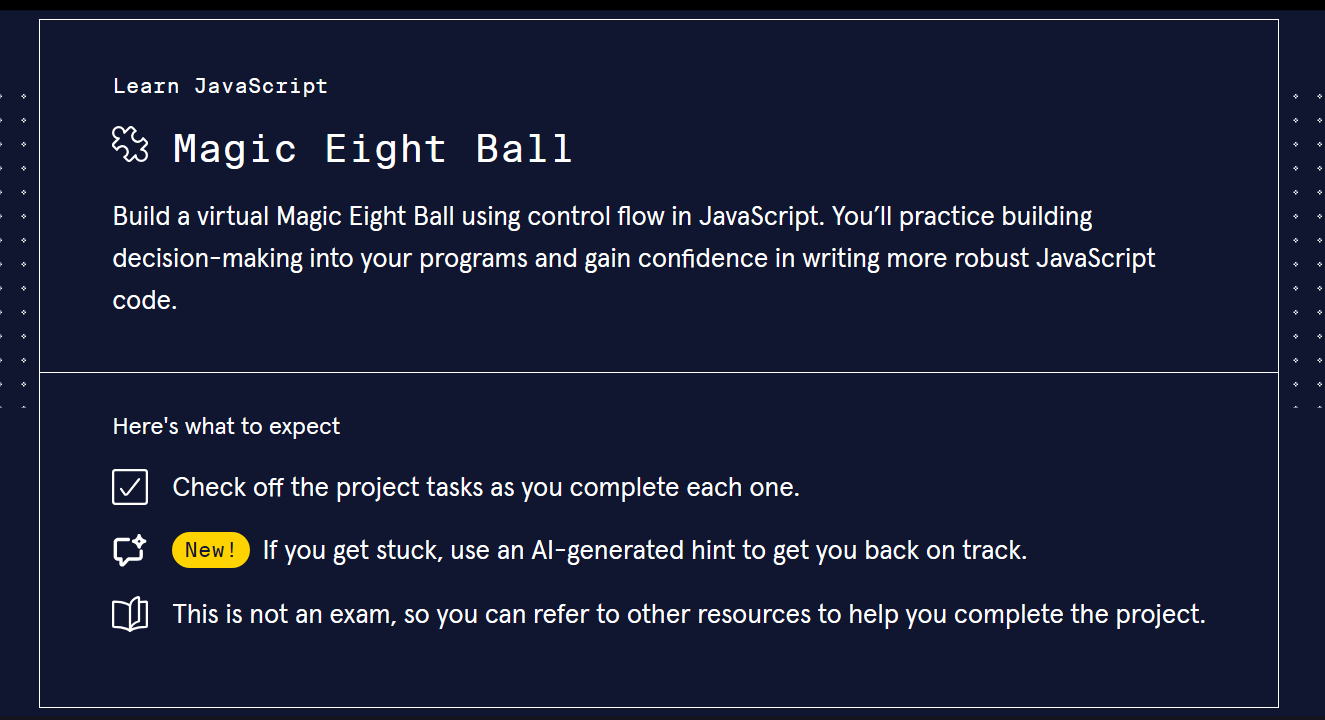 Learn JavaScript
Magic Eight Ball
Build a virtual Magic Eight Ball using control flow in JavaScript. You’ll practice building
decision-making into your programs and gain confidence in writing more robust JavaScript
code.
Here's what to expect
Check off the project tasks as you complete each one.
New! If you get stuck, use an AI-generated hint to get you back on track.
This is not an exam, so you can refer to other resources to help you complete the project.